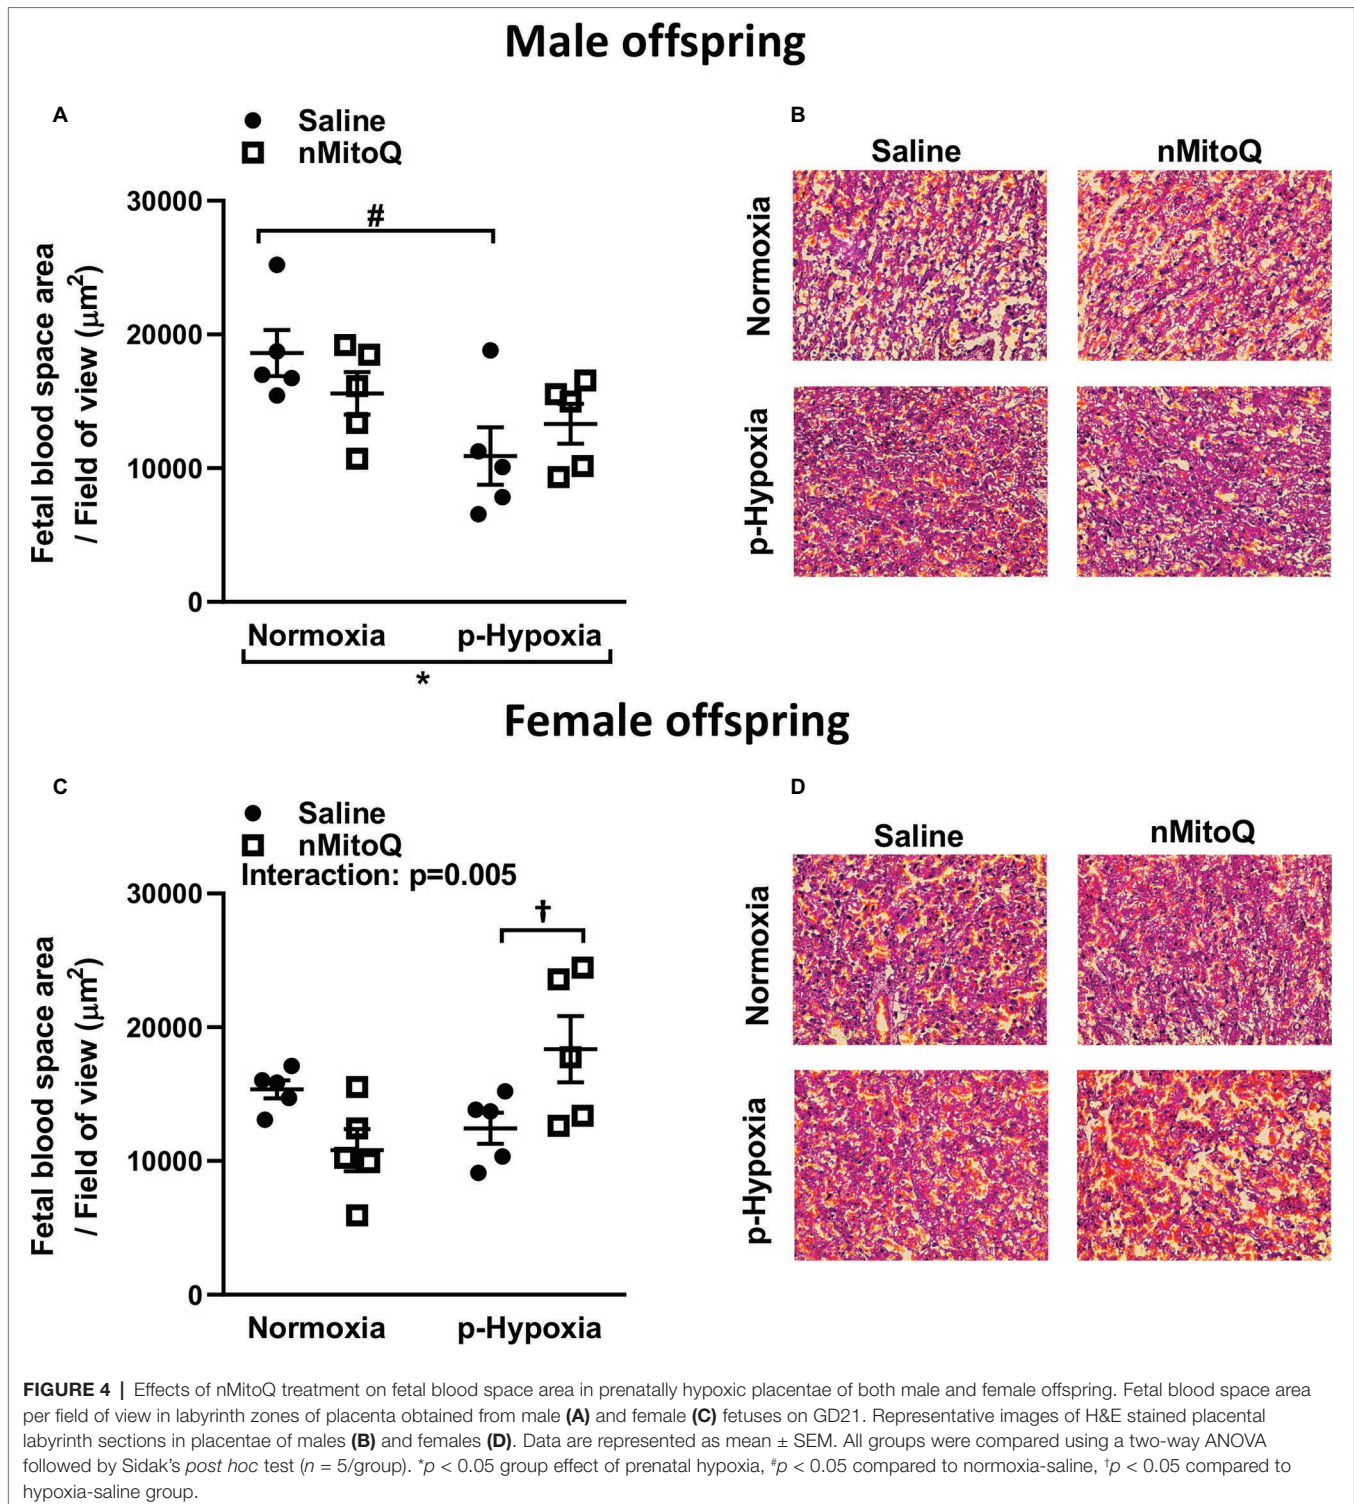 Male offspring
A
Saline
nMitoQ
30000
20000
10000
0
Fetal blood space area
/ Field of view (μm²)
#
Normoxia
p-Hypoxia
*
B
Saline
nMitoQ
Normoxia
p-Hypoxia
Female offspring
C
Saline
nMitoQ
Interaction: p=0.005
30000
20000
10000
0
Fetal blood space area
/ Field of view (μm²)
†
Normoxia
p-Hypoxia
D
Saline
nMitoQ
Normoxia
p-Hypoxia
FIGURE 4 | Effects of nMitoQ treatment on fetal blood space area in prenatally hypoxic placentae of both male and female offspring. Fetal blood space area
per field of view in labyrinth zones of placenta obtained from male (A) and female (C) fetuses on GD21. Representative images of H&E stained placental
labyrinth sections in placentae of males (B) and females (D). Data are represented as mean ± SEM. All groups were compared using a two-way ANOVA
followed by Sidak's post hoc test (n = 5/group). *p < 0.05 group effect of prenatal hypoxia, #p < 0.05 compared to normoxia-saline, †p < 0.05 compared to
hypoxia-saline group.